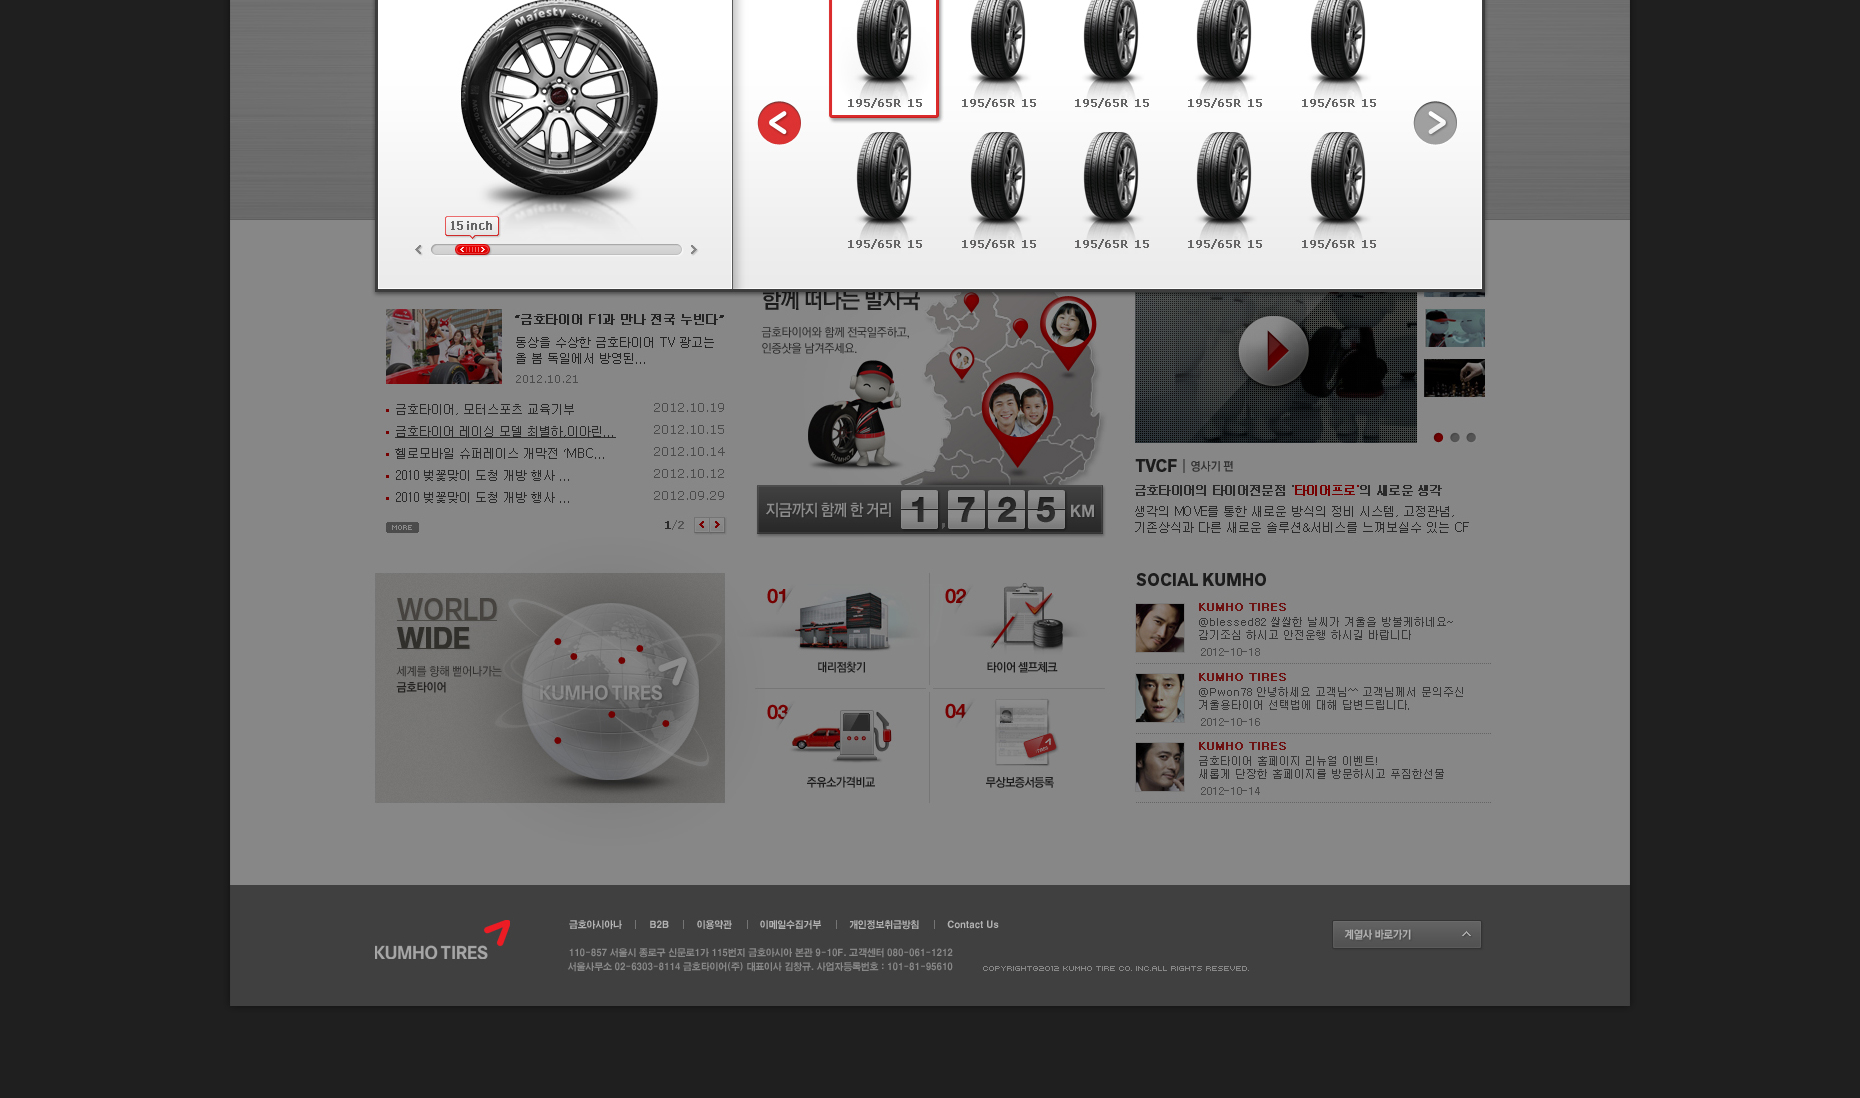 Majesty SOLUS
KUMHO
195/65R 15
195/65R 15
195/65R 15
195/65R 15
195/65R 15
195/65R 15
195/65R 15
195/65R 15
195/65R 15
195/65R 15
15 inch
“금호타이어 F1과 만나 전국 누빈다”
동상을 수상한 금호타이어 TV 광고는
올 봄 독일에서 방영된...
2012.10.21
금호타이어, 모터스포츠 교육기부 2012.10.19
금호타이어 레이싱 모델 최별하,이아린... 2012.10.15
헬로모바일 슈퍼레이스 개막전 ‘MBC... 2012.10.14
2010 벚꽃맞이 도청 개방 행사 ... 2012.10.12
2010 벚꽃맞이 도청 개방 행사 ... 2012.09.29
MORE
1/2
함께 떠나는 발자국
금호타이어와 함께 전국일주하고,
인증샷을 남겨주세요.
KUMHO
지금까지 함께 한 거리 1,725 KM
TVCF | 영사기 편
금호타이어의 타이어전문점 '타이어프로'의 새로운 생각
생각의 MOVE를 통한 새로운 방식의 정비 시스템, 고정관념,
기존상식과 다른 새로운 솔루션&서비스를 느껴보실수 있는 CF
WORLD
WIDE
세계를 향해 뻗어나가는
금호타이어
KUMHO TIRES
01
대리점찾기
02
타이어 셀프체크
03
주유소가격비교
04
TIRES
무상보증서등록
SOCIAL KUMHO
KUMHO TIRES
@blessed82 쌀쌀한 날씨가 겨울을 방불케하네요~
감기조심 하시고 안전운행 하시길 바랍니다
2012-10-18
KUMHO TIRES
@Pwon78 안녕하세요 고객님^^ 고객님께서 문의주신
겨울용타이어 선택법에 대해 답변드립니다.
2012-10-16
KUMHO TIRES
금호타이어 홈페이지 리뉴얼 이벤트!
새롭게 단장한 홈페이지를 방문하시고 푸짐한선물
2012-10-14
KUMHO TIRES
금호아시아나 | B2B | 이용약관 | 이메일수집거부 | 개인정보취급방침 | Contact Us
110-857 서울시 종로구 신문로1가 115번지 금호아시아 본관 9-10F. 고객센터 080-061-1212
서울사무소 02-6303-8114 금호타이어(주) 대표이사 김창규. 사업자등록번호 : 101-81-95610
COPYRIGHT@2012 KUMHO TIRE CO. INC.ALL RIGHTS RESEVED.
계열사 바로가기